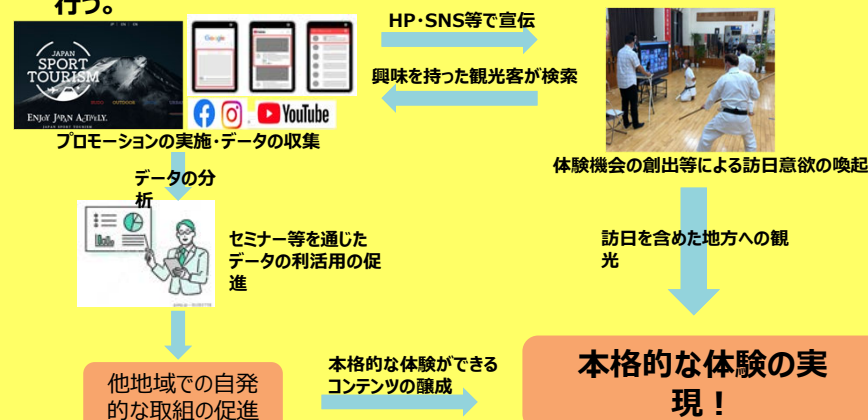 行う。
HP・SNS等で宣伝
興味を持った観光客が検索
JAPAN
SPORT
TOURISM
ENJOY JAPAN ACTIVELY.
JAPAN SPORT TOURISM
Google
YouTube
プロモーションの実施・データの収集
体験機会の創出等による訪日意欲の喚起
データの分
析
セミナー等を通じた
データの利活用の促
進
訪日を含めた地方への観
光
他地域での自発
的な取組の促進
本格的な体験ができる
コンテンツの醸成
本格的な体験の実
現！